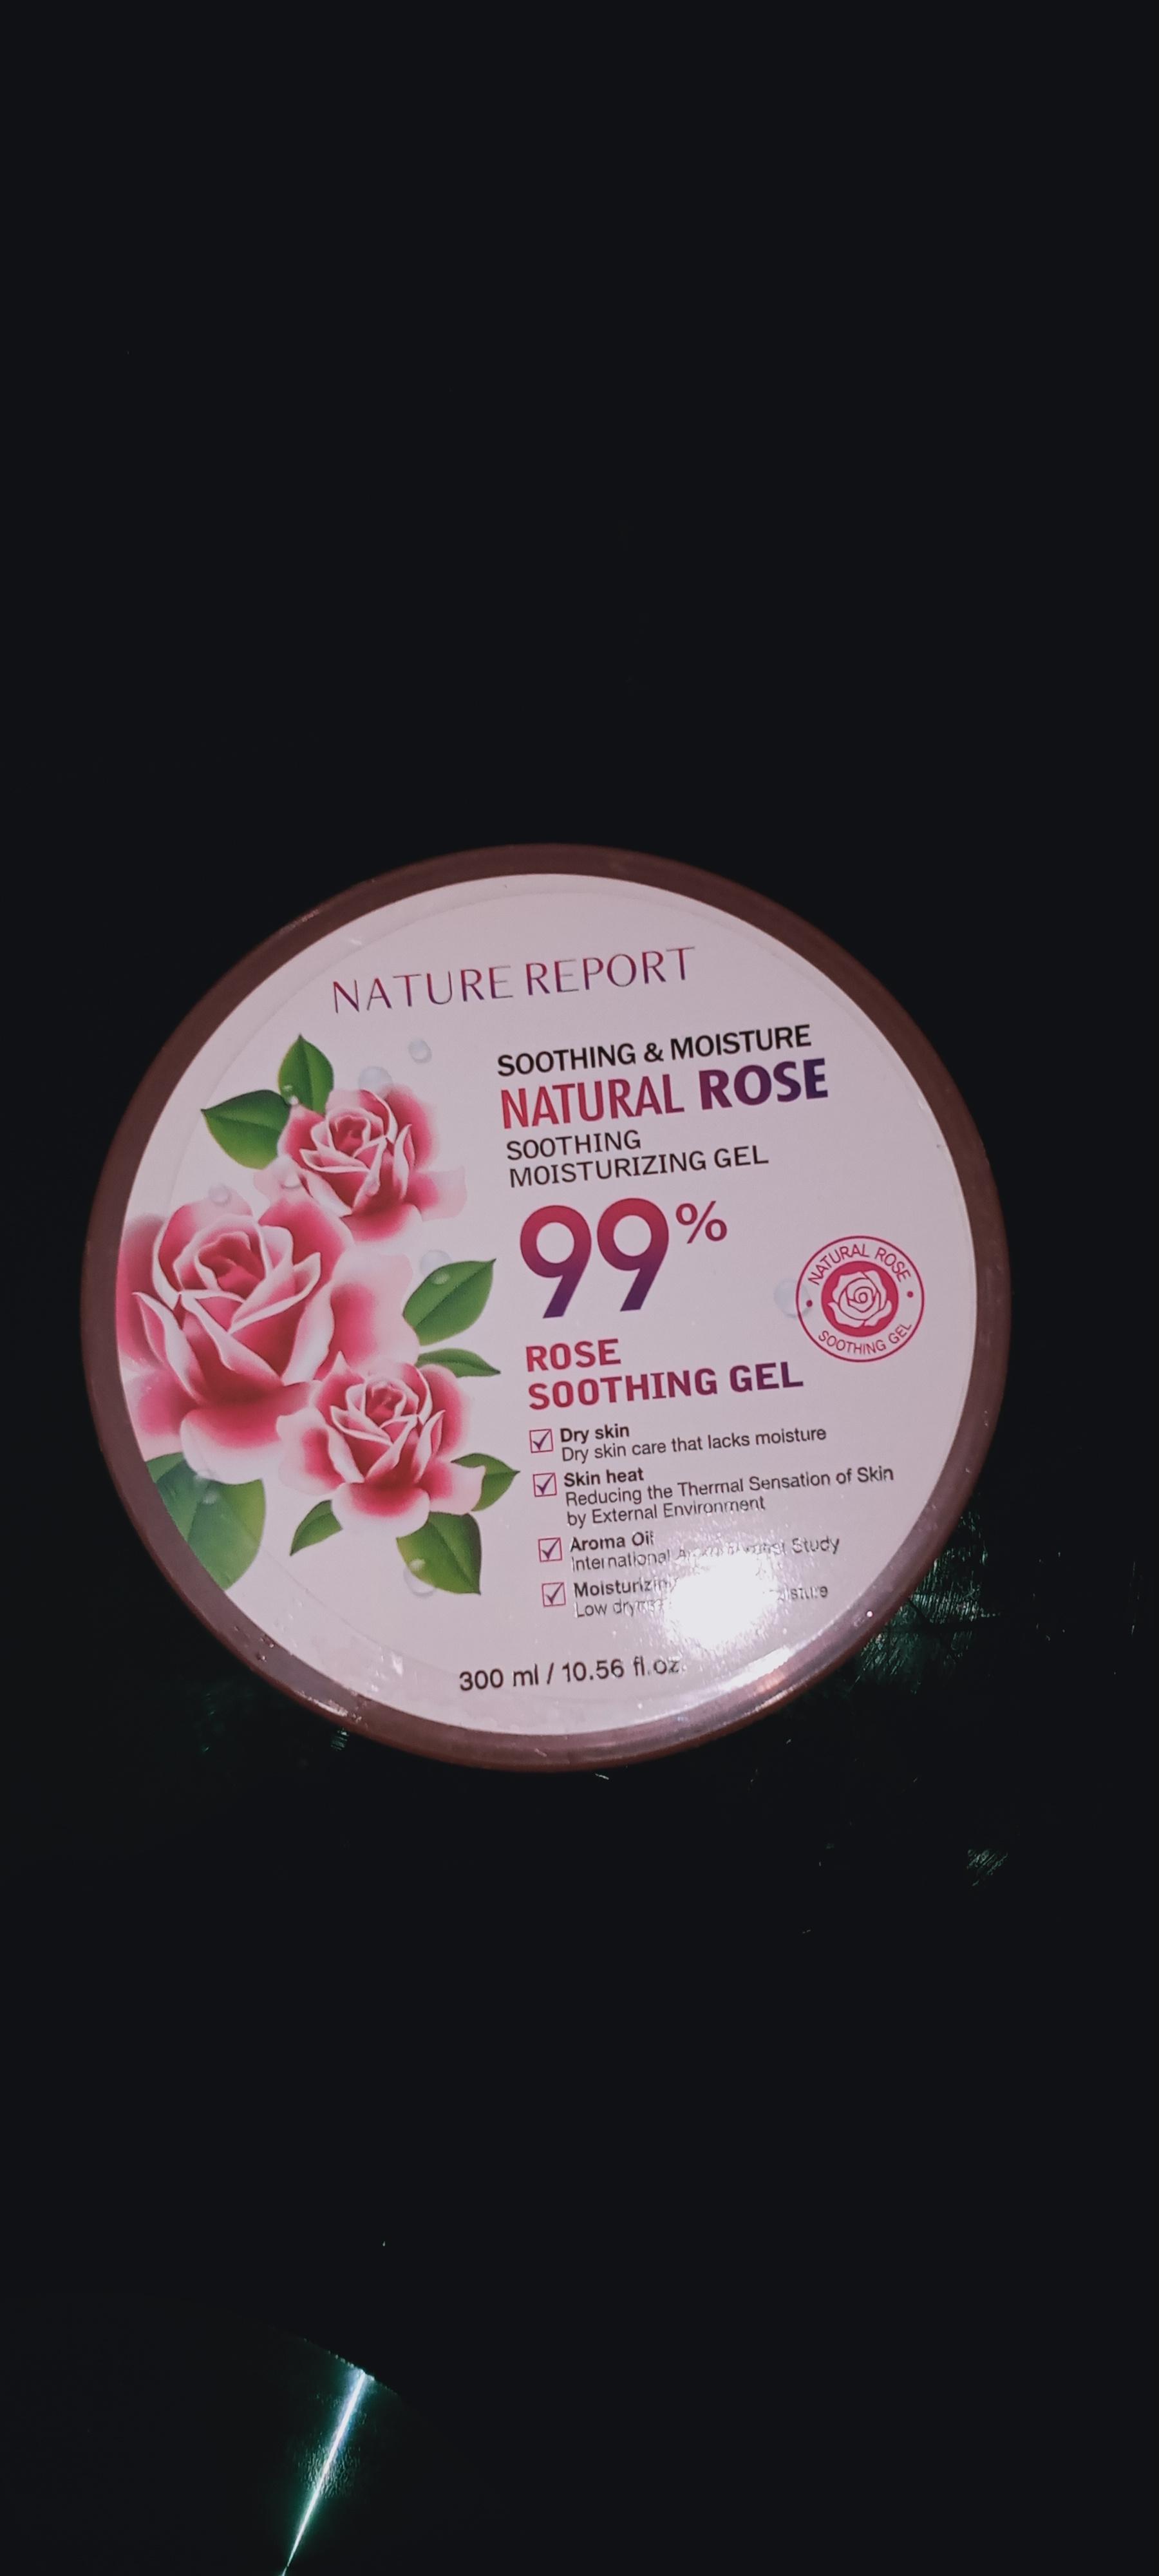 NATURE REPORT
SOOTHING & MOISTURE
NATURAL ROSE
SOOTHING
MOISTURIZING GEL
99%
ROSE
SOOTHING GEL
NATURAL ROSE
SOOTHING GEL
Dry skin
Dry skin care that lacks moisture
Skin heat
Reducing the Thermal Sensation of Skin
by External Environment
Aroma Oil
International Study
Low
300 ml / 10.56 fl.oz.